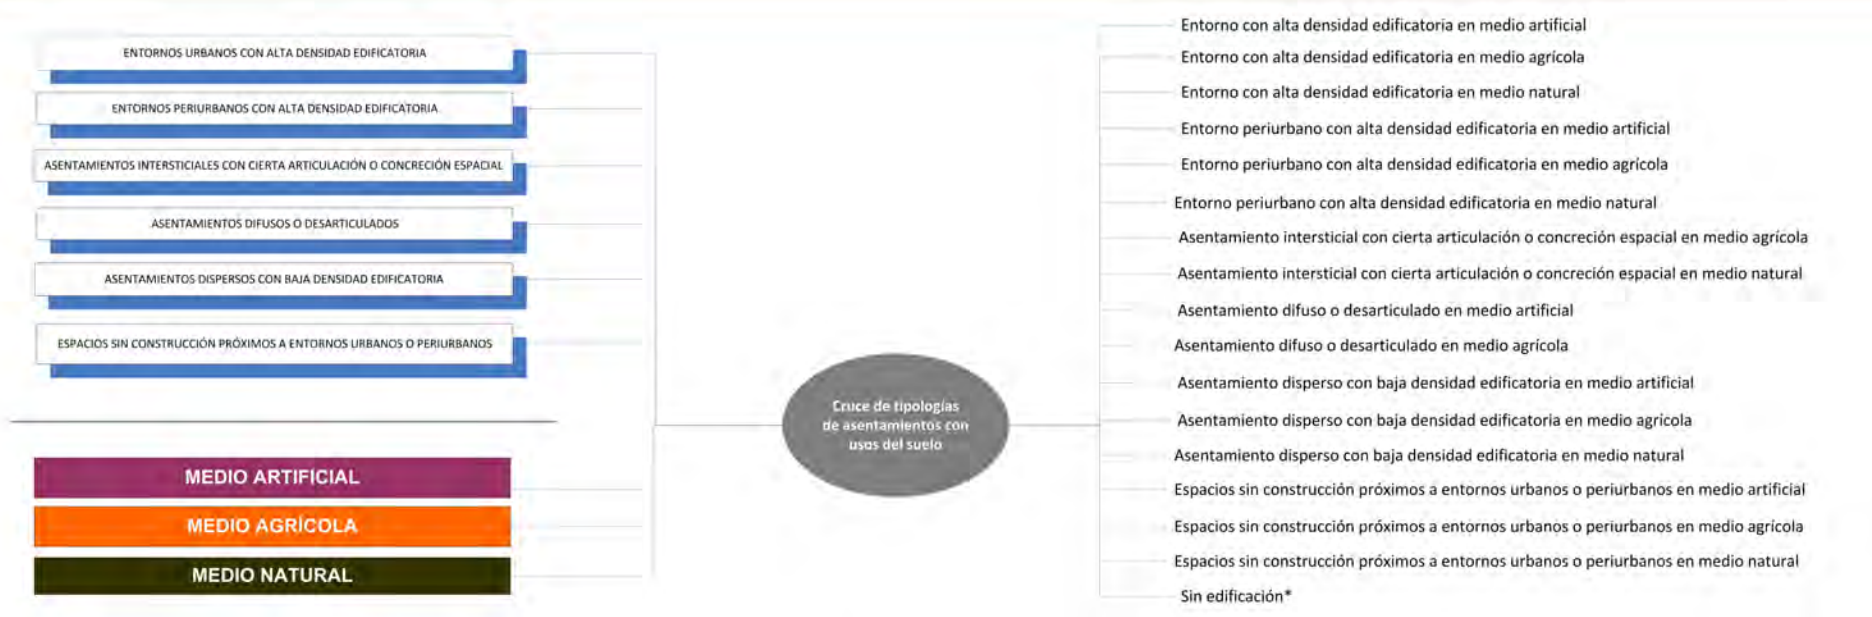 ENTORNOS URBANOS CON ALTA DENSIDAD EDIFICATORIA
ENTORNOS PERIURBANOS CON ALTA DENSIDAD EDIFICATORIA
ASENTAMIENTOS INTERSTICIALES CON CIERTA ARTICULACIÓN O CONCRECIÓN ESPACIAL
ASENTAMIENTOS DIFUSOS O DESARTICULADOS
ASENTAMIENTOS DISPERSOS CON BAJA DENSIDAD EDIFICATORIA
ESPACIOS SIN CONSTRUCCIÓN PRÓXIMOS A ENTORNOS URBANOS O PERIURBANOS
MEDIO ARTIFICIAL
MEDIO AGRÍCOLA
MEDIO NATURAL
Cruce de tipologías
de asentamientos con
usos del suelo
Entorno con alta densidad edificatoria en medio artificial
Entorno con alta densidad edificatoria en medio agrícola
Entorno con alta densidad edificatoria en medio natural
Entorno periurbano con alta densidad edificatoria en medio artificial
Entorno periurbano con alta densidad edificatoria en medio agrícola
Entorno periurbano con alta densidad edificatoria en medio natural
Asentamiento intersticial con cierta articulación o concreción espacial en medio agrícola
Asentamiento intersticial con cierta articulación o concreción espacial en medio natural
Asentamiento difuso o desarticulado en medio artificial
Asentamiento difuso o desarticulado en medio agrícola
Asentamiento disperso con baja densidad edificatoria en medio artificial
Asentamiento disperso con baja densidad edificatoria en medio agrícola
Asentamiento disperso con baja densidad edificatoria en medio natural
Espacios sin construcción próximos a entornos urbanos o periurbanos en medio artificial
Espacios sin construcción próximos a entornos urbanos o periurbanos en medio agrícola
Espacios sin construcción próximos a entornos urbanos o periurbanos en medio natural
Sin edificación*